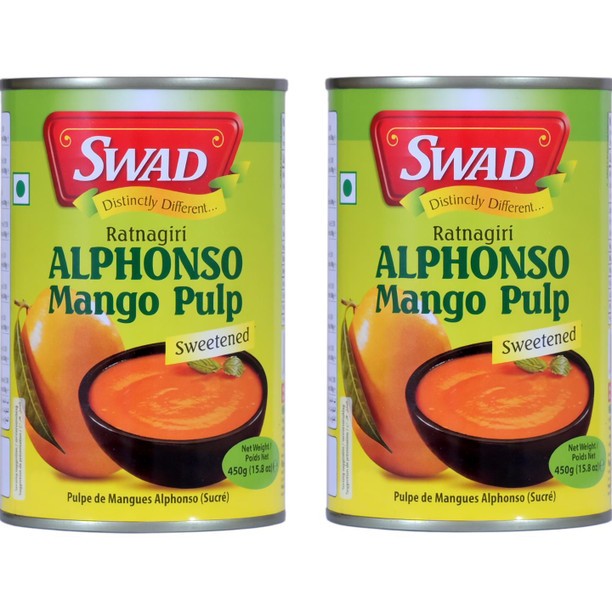 SWAD
Distinctly Different...
Ratnagiri
ALPHONSO
Mango Pulp
Sweetened
Net Weight /
Poids Net
450g (15.8 oz)
Pulpe de Mangues Alphonso (Sucré)
SWAD
Distinctly Different...
Ratnagiri
ALPHONSO
Mango Pulp
Sweetened
Net Weight /
Poids Net
450g (15.8
Pulpe de Mangues Alphonso (Sucré)